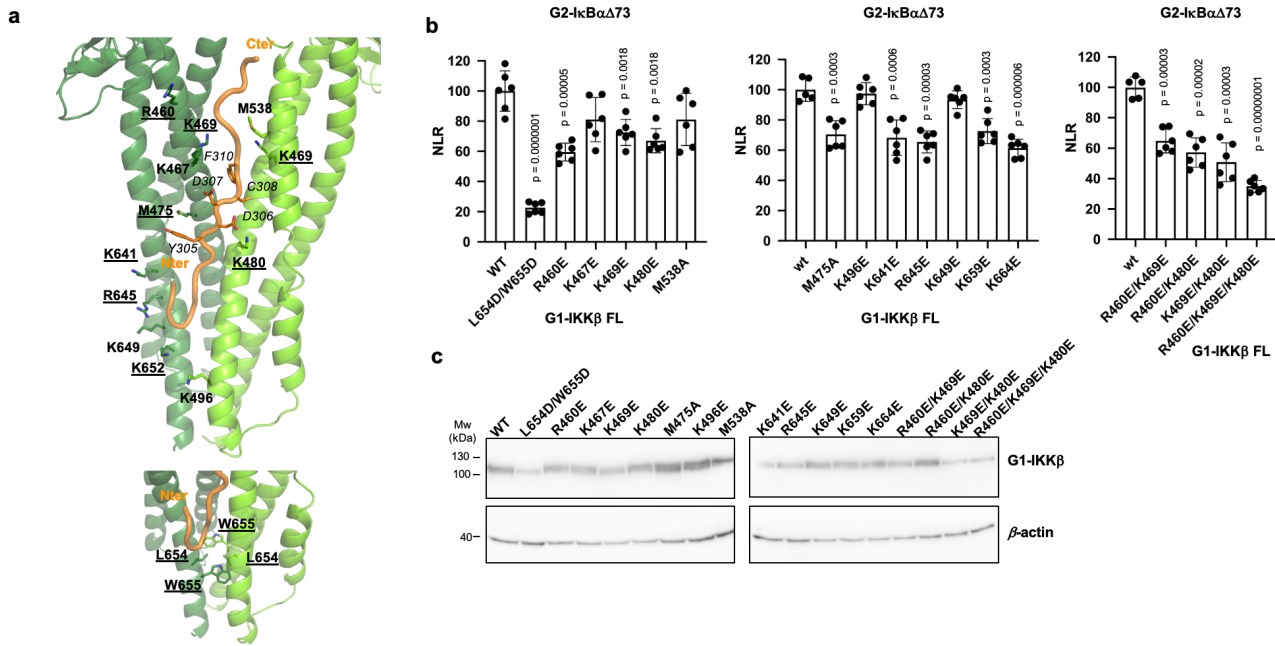 a
Cter
R460
K469
M538
F310
K469
K467
D307
C308
M475
D306
Y305
Nter
K480
K641
R645
K649
K652
K496
Nter
W655
L654
L654
W655
b
G2-IκBαΔ73
NLR
120
100
80
60
40
20
0
p = 0.00000001
p = 0.00005
p = 0.0018
p = 0.0018
WT
L654D/W655D
R460E
K467E
K469E
K480E
M538A
G1-IKKβ FL
G2-IκBαΔ73
NLR
120
100
80
60
40
20
0
p = 0.0003
p = 0.0006
p = 0.00003
p = 0.0003
p = 0.000006
wt
M475A
K496E
K641E
R645E
K649E
K659E
K664E
G1-IKKβ FL
G2-IκBαΔ73
NLR
120
100
80
60
40
20
0
p = 0.00003
p = 0.00002
p = 0.00003
p = 0.00000001
wt
R460E/K469E
R460E/K480E
K469E/K480E
R460E/K469E/K480E
G1-IKKβ FL
c
Mw
(kDa)
WT
L654D/W655D
R460E
K467E
K469E
K480E
M475A
K496E
M538A
K641E
R645E
K649E
K659E
K664E
R460E/K469E
R460E/K480E
K469E/K480E
R460E/K469E/K480E
130
100
G1-IKKβ
40
β-actin